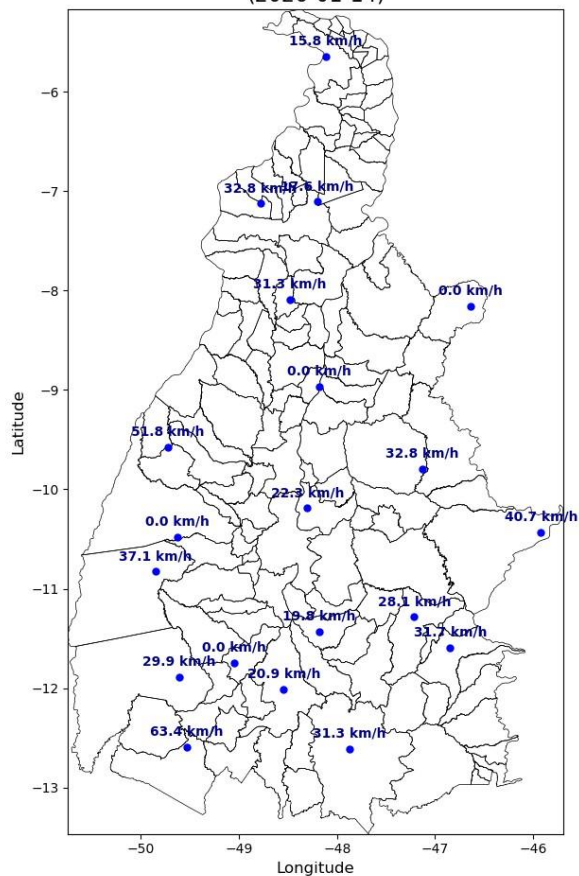 15.8 km/h
−6
32.8 km/h
−7
31.3 km/h
0.0 km/h
−8
0.0 km/h
−9
51.8 km/h
32.8 km/h
Latitude
22.3 km/h
−10
0.0 km/h
40.7 km/h
37.1 km/h
−11
28.1 km/h
19.8 km/h
31.7 km/h
0.0 km/h
29.9 km/h
20.9 km/h
−12
63.4 km/h
31.3 km/h
−13
−50 −49 −48 −47 −46
Longitude